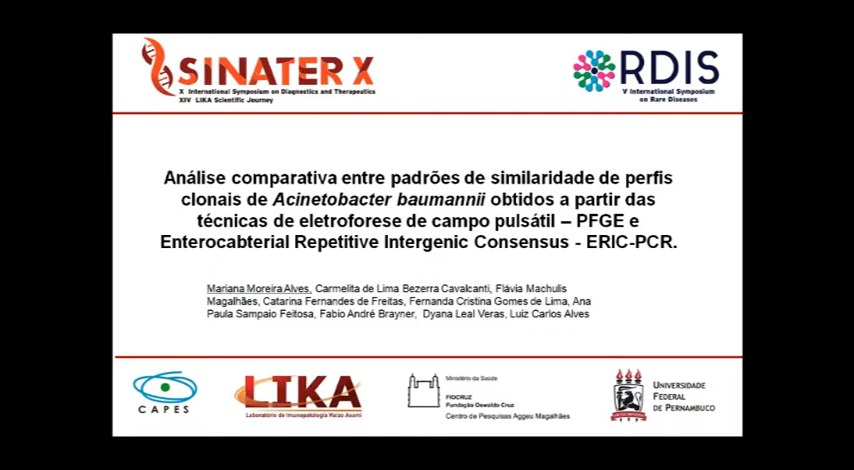 SINATER X
X International Symposium on Diagnostics and Therapeutics
XIV LIKA Scientific Journey
RDIS
V International Symposium
on Rare Diseases
Análise comparativa entre padrões de similaridade de perfis
clonais de Acinetobacter baumannii obtidos a partir das
técnicas de eletroforese de campo pulsátil – PFGE e
Enterocabterial Repetitive Intergenic Consensus - ERIC-PCR.
Mariana Moreira Alves, Carmelita de Lima Bezerra Cavalcanti, Flávia Machulis
Magalhães, Catarina Fernandes de Freitas, Fernanda Cristina Gomes de Lima, Ana
Paula Sampaio Feitosa, Fabio André Brayner, Dyana Leal Veras, Luiz Carlos Alves
CAPES
LIKA
Laboratório de Imunopatologia Keizo Asami
Ministério da Saúde
FIOCRUZ
Fundação Oswaldo Cruz
Centro de Pesquisas Aggeu Magalhães
UNIVERSIDADE
FEDERAL
DE PERNAMBUCO